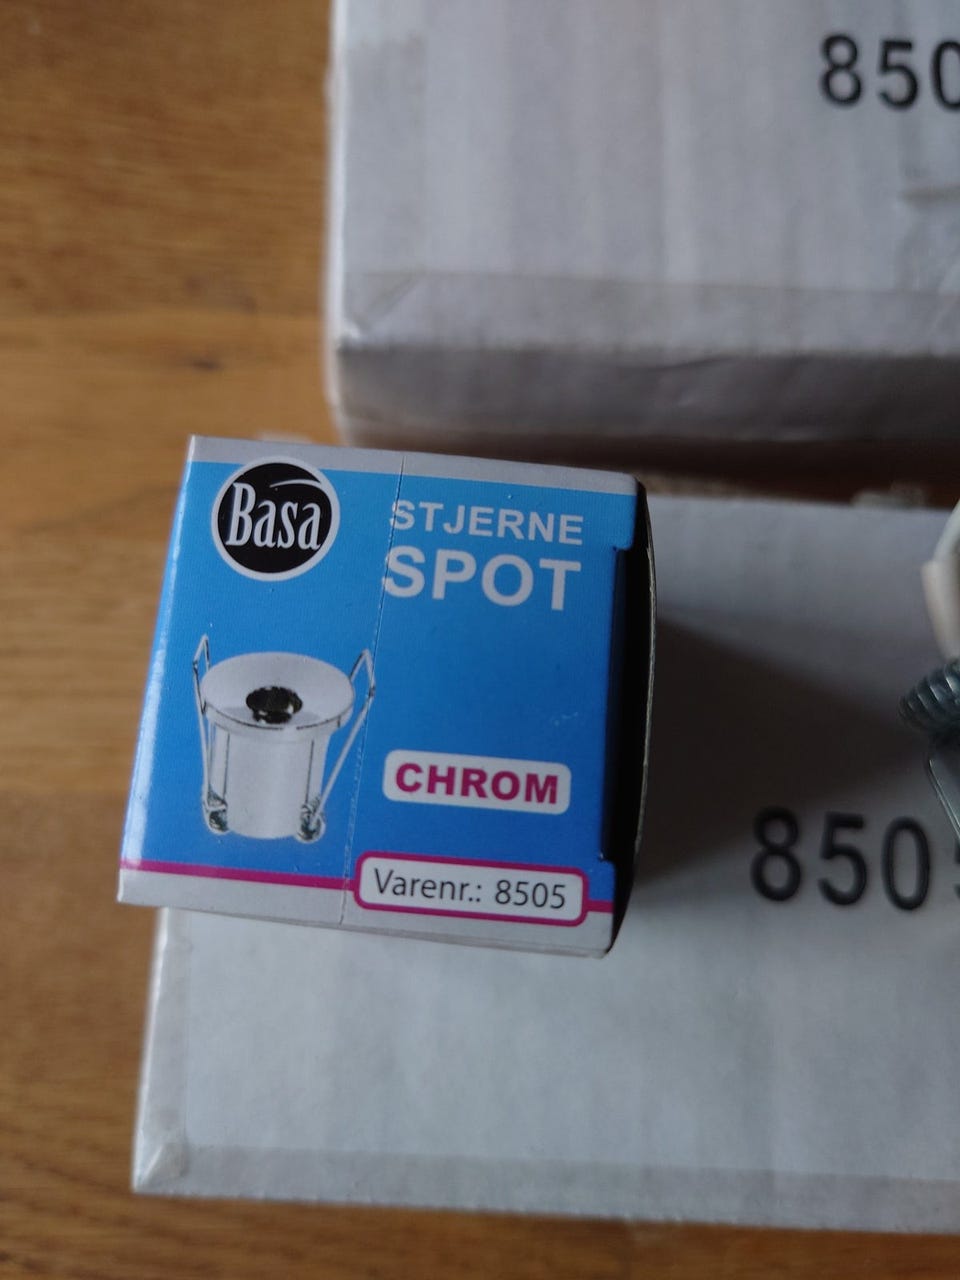 850
Basa
STJERNE
SPOT
CHROM
Varenr.: 8505
850